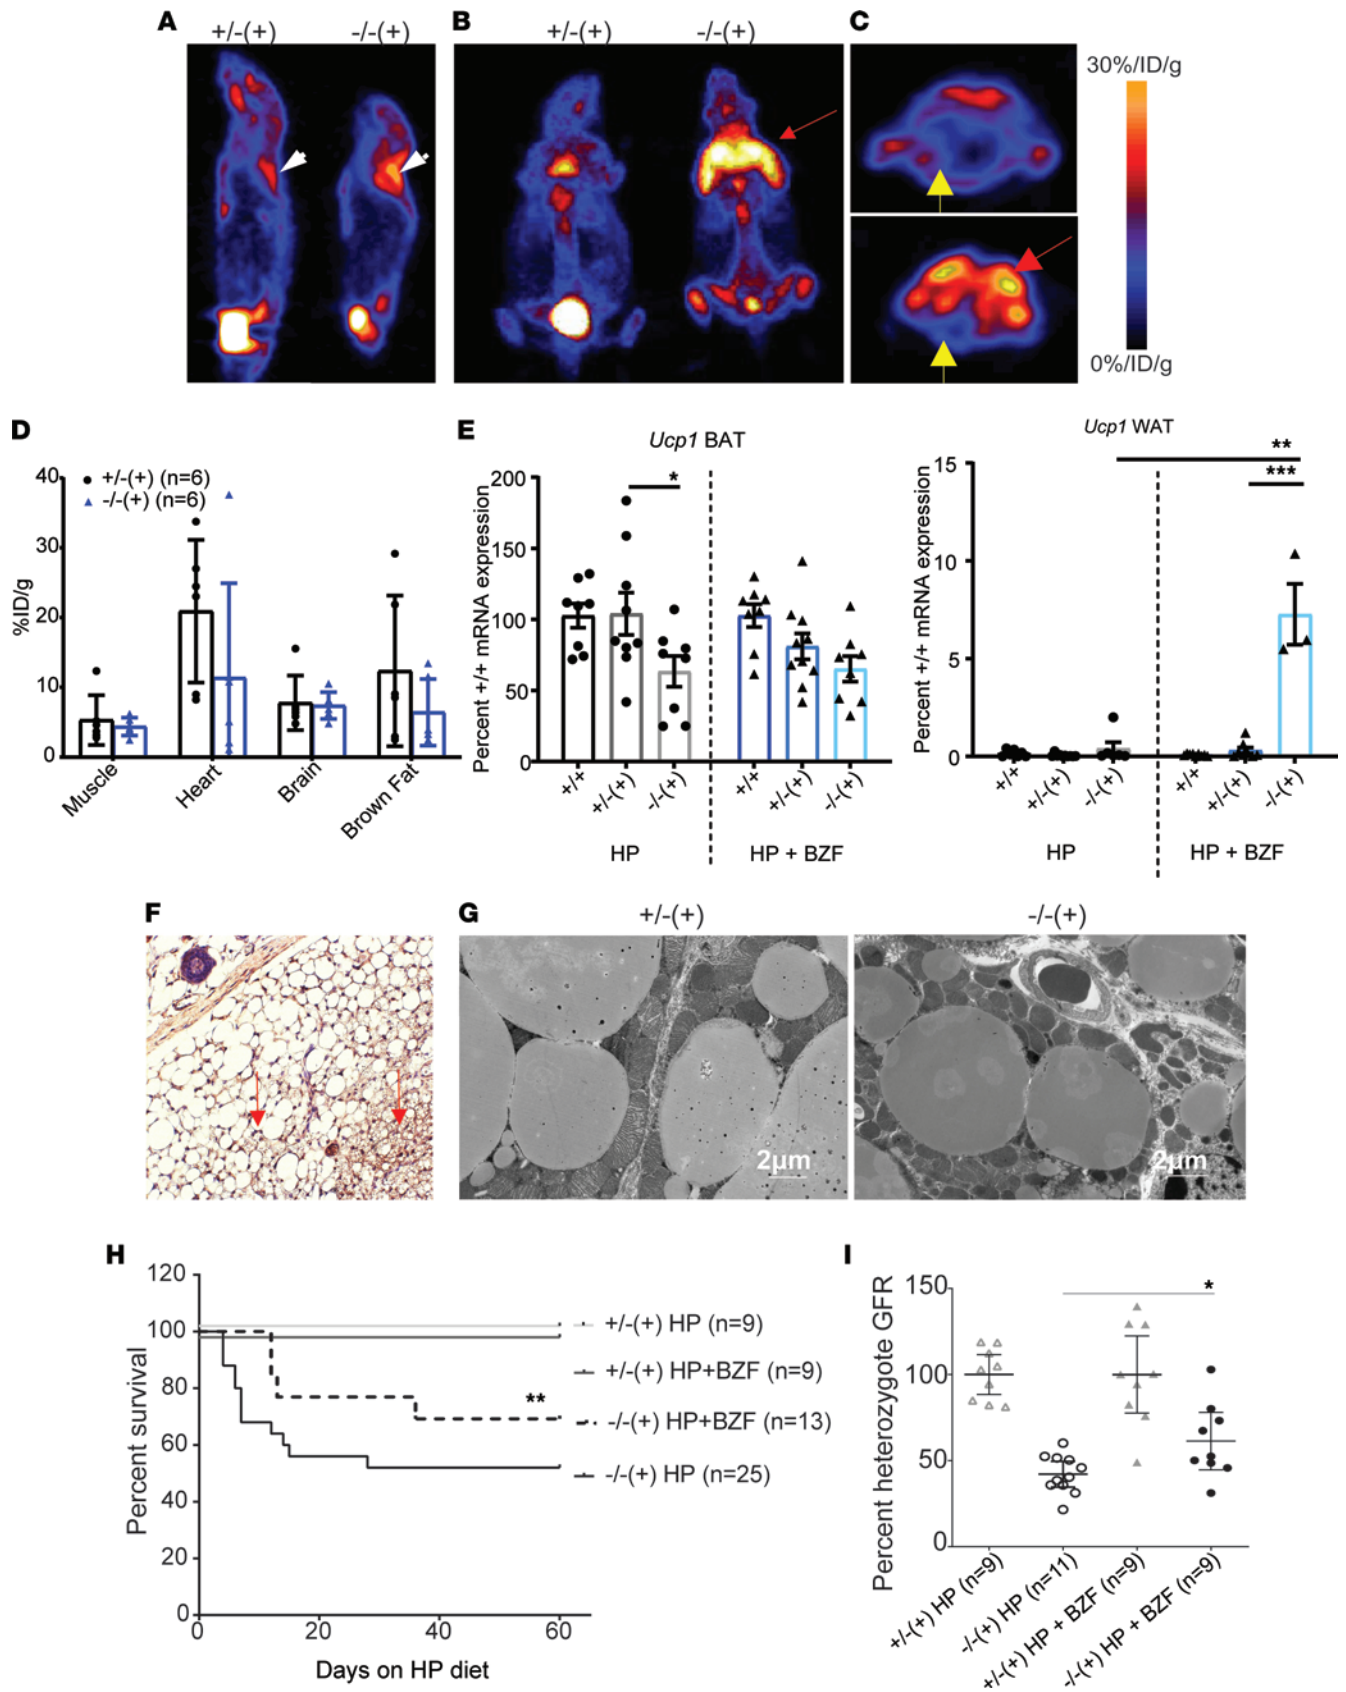 A
B
C
+/-(+)
-/-(+)
+/-(+)
-/-(+)
30%/ID/g
0%/ID/g
D
40
30
20
10
0
%ID/g
+/-(+) (n=6)
-/-(+) (n=6)
Muscle
Heart
Brain
Brown Fat
E
Ucp1 BAT
Percent +/+ mRNA expression
200
150
100
50
0
*
+/+
+/-(+)
-/-(+)
+/+
+/-(+)
-/-(+)
HP
HP + BZF
Ucp1 WAT
Percent +/+ mRNA expression
15
10
5
0
**
***
+/+
+/-(+)
-/-(+)
+/+
+/-(+)
-/-(+)
HP
HP + BZF
F
G
+/-(+)
-/-(+)
2µm
2µm
H
Percent survival
120
100
80
60
40
20
0
0
20
40
60
Days on HP diet
+/-(+) HP (n=9)
+/-(+) HP+BZF (n=9)
**
-/-(+) HP+BZF (n=13)
-/-(+) HP (n=25)
I
Percent heterozygote GFR
150
100
50
0
*
+/-(+) HP (n=9)
-/-(+) HP (n=11)
+/-(+) HP + BZF (n=9)
-/-(+) HP + BZF (n=9)